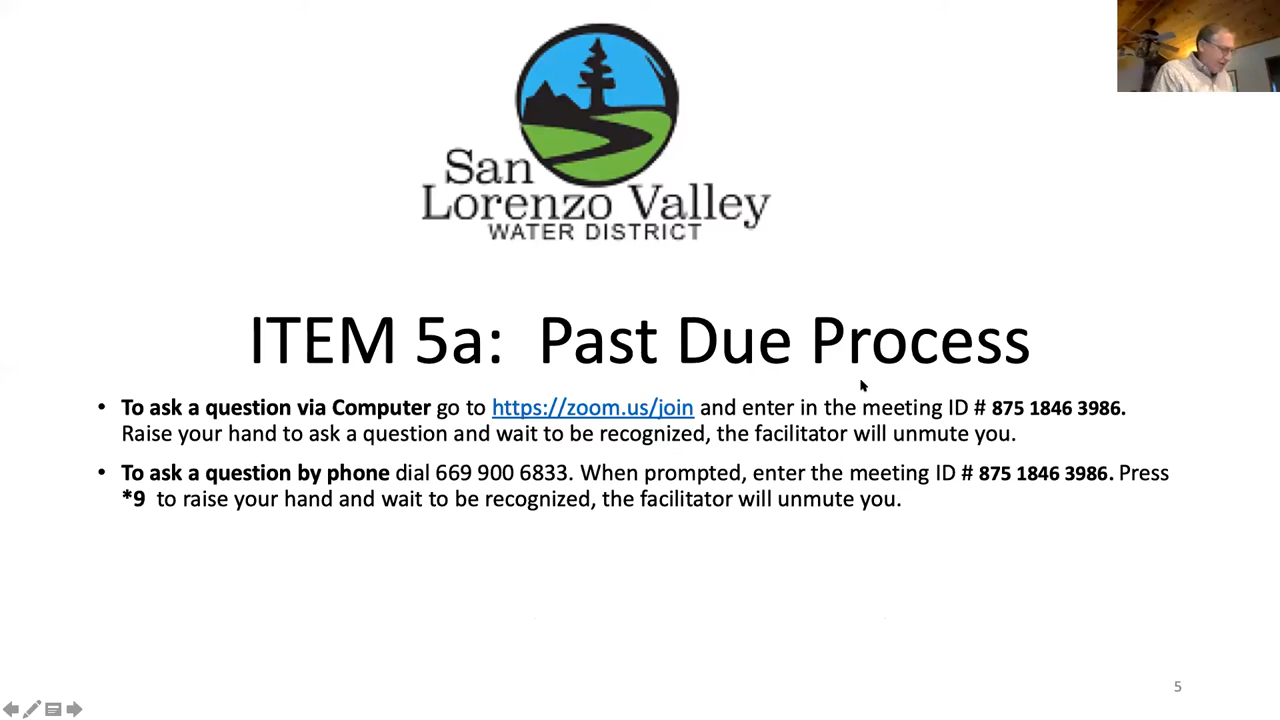 San
Lorenzo Valley
WATER DISTRICT
ITEM 5a: Past Due Process
• To ask a question via Computer go to https://zoom.us/join and enter in the meeting ID # 875 1846 3986.
Raise your hand to ask a question and wait to be recognized, the facilitator will unmute you.
• To ask a question by phone dial 669 900 6833. When prompted, enter the meeting ID # 875 1846 3986. Press
*9 to raise your hand and wait to be recognized, the facilitator will unmute you.
5